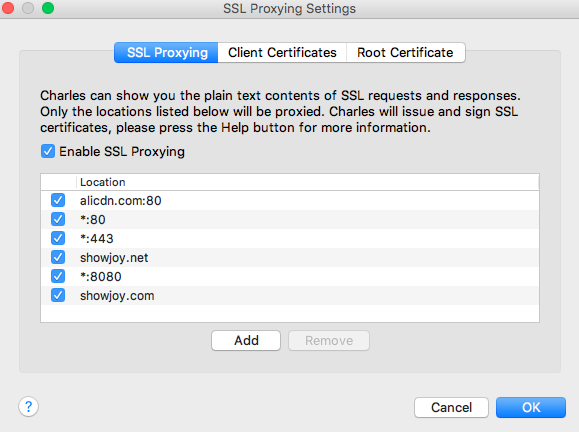 SSL Proxying Settings
SSL Proxying Client Certificates Root Certificate
Charles can show you the plain text contents of SSL requests and responses.
Only the locations listed below will be proxied. Charles will issue and sign SSL
certificates, please press the Help button for more information.
Enable SSL Proxying
Location
alicdn.com:80
*:80
*:443
showjoy.net
*:8080
showjoy.com
Add Remove
? Cancel OK